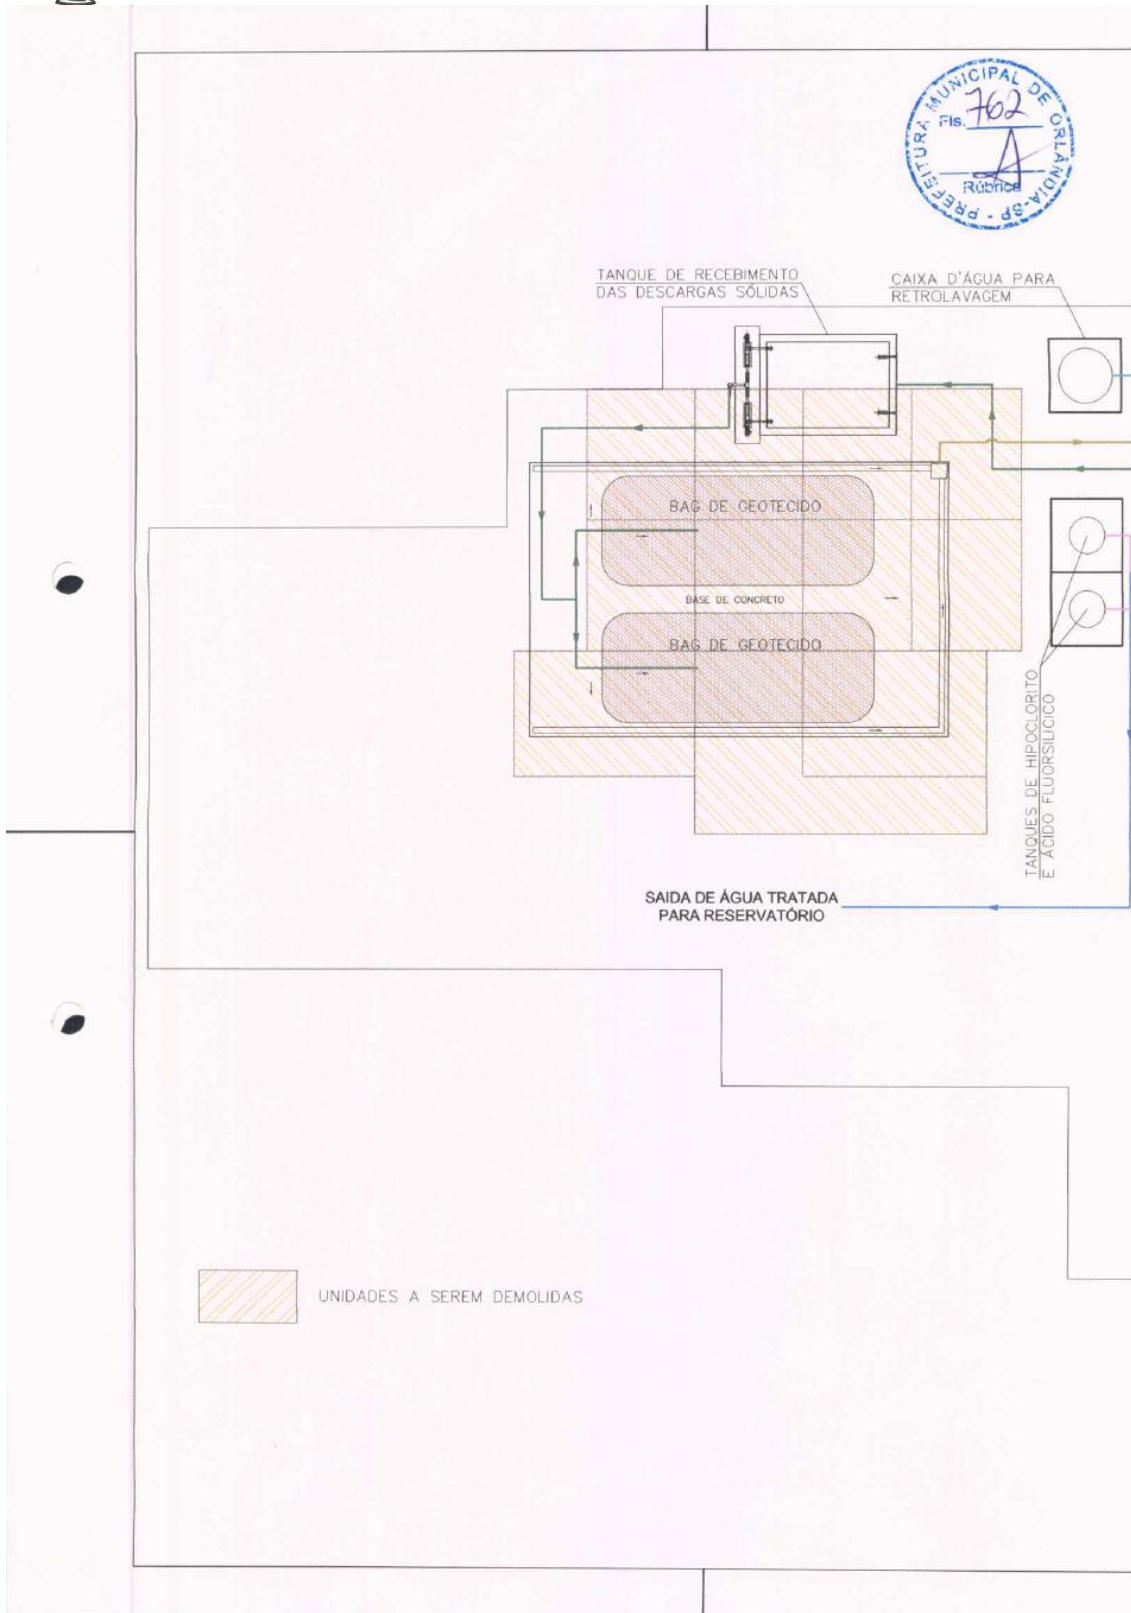 PREFEITURA MUNICIPAL DE ORLÂNDIA-SP -
Fls. 762
Rúbrica
TANQUE DE RECEBIMENTO
DAS DESCARGAS SÓLIDAS
CAIXA D'ÁGUA PARA
RETROLAVAGEM
BAG DE GEOTECIDO
BASE DE CONCRETO
BAG DE GEOTECIDO
TANQUES DE HIPOCLORITO
E ÁCIDO FLUORSILICICO
SAIDA DE ÁGUA TRATADA
PARA RESERVATÓRIO
UNIDADES A SEREM DEMOLIDAS